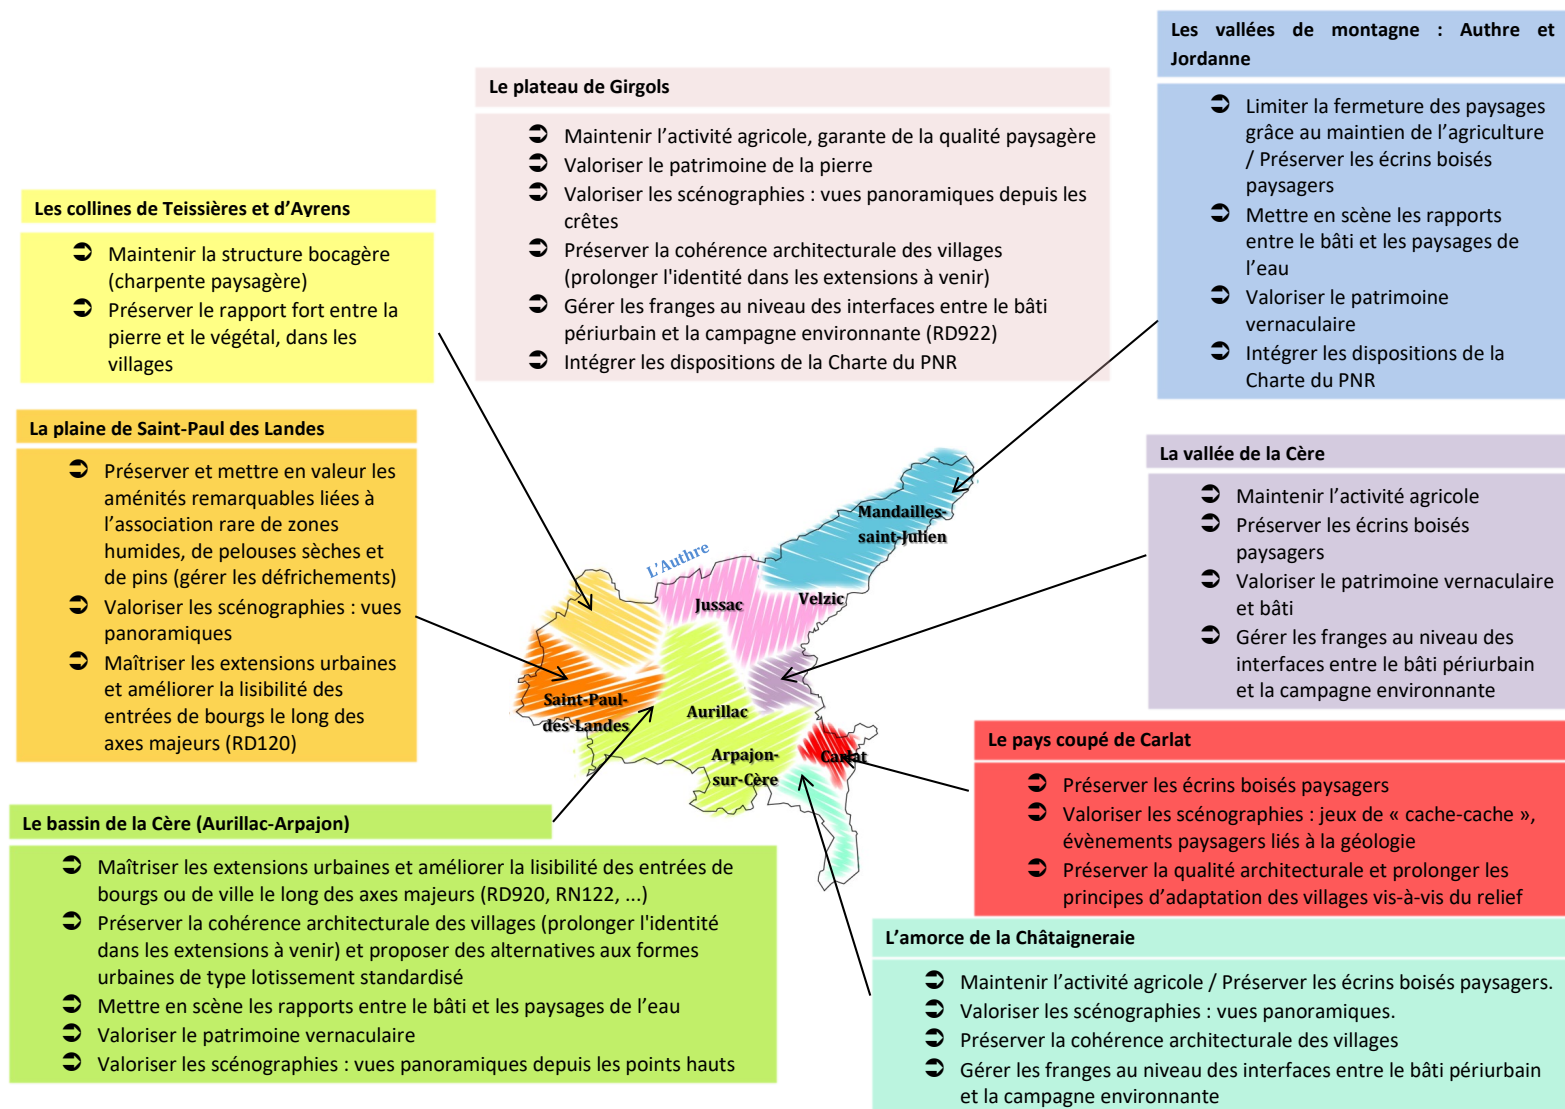 Les vallées de montagne : Authre et
Jordanne
Limiter la fermeture des paysages
grâce au maintien de l’agriculture
/ Préserver les écrins boisés
paysagers
Mettre en scène les rapports
entre le bâti et les paysages de
l’eau
Valoriser le patrimoine
vernaculaire
Intégrer les dispositions de la
Charte du PNR
Le plateau de Girgols
Maintenir l’activité agricole, garante de la qualité paysagère
Valoriser le patrimoine de la pierre
Valoriser les scénographies : vues panoramiques depuis les
crêtes
Préserver la cohérence architecturale des villages
(prolonger l'identité dans les extensions à venir)
Gérer les franges au niveau des interfaces entre le bâti
périurbain et la campagne environnante (RD922)
Intégrer les dispositions de la Charte du PNR
Les collines de Teissières et d’Ayrens
Maintenir la structure bocagère
(charpente paysagère)
Préserver le rapport fort entre la
pierre et le végétal, dans les
villages
La plaine de Saint-Paul des Landes
Préserver et mettre en valeur les
aménités remarquables liées à
l’association rare de zones
humides, de pelouses sèches et
de pins (gérer les défrichements)
Valoriser les scénographies : vues
panoramiques
Maîtriser les extensions urbaines
et améliorer la lisibilité des
entrées de bourgs le long des
axes majeurs (RD120)
La vallée de la Cère
Maintenir l’activité agricole
Préserver les écrins boisés
paysagers
Valoriser le patrimoine vernaculaire
et bâti
Gérer les franges au niveau des
interfaces entre le bâti périurbain
et la campagne environnante
Mandailles-
saint-Julien
L’Authre
Jussac
Velzic
Saint-Paul-
des-Landes
Aurillac
Arpajon-
sur-Cère
Carlat
Le pays coupé de Carlat
Préserver les écrins boisés paysagers
Valoriser les scénographies : jeux de « cache-cache »,
évènements paysagers liés à la géologie
Préserver la qualité architecturale et prolonger les
principes d’adaptation des villages vis-à-vis du relief
Le bassin de la Cère (Aurillac-Arpajon)
Maîtriser les extensions urbaines et améliorer la lisibilité des entrées de
bourgs ou de ville le long des axes majeurs (RD920, RN122, ...)
Préserver la cohérence architecturale des villages (prolonger l'identité
dans les extensions à venir) et proposer des alternatives aux formes
urbaines de type lotissement standardisé
Mettre en scène les rapports entre le bâti et les paysages de l’eau
Valoriser le patrimoine vernaculaire
Valoriser les scénographies : vues panoramiques depuis les points hauts
L’amorce de la Châtaigneraie
Maintenir l’activité agricole / Préserver les écrins boisés paysagers.
Valoriser les scénographies : vues panoramiques.
Préserver la cohérence architecturale des villages
Gérer les franges au niveau des interfaces entre le bâti périurbain
et la campagne environnante